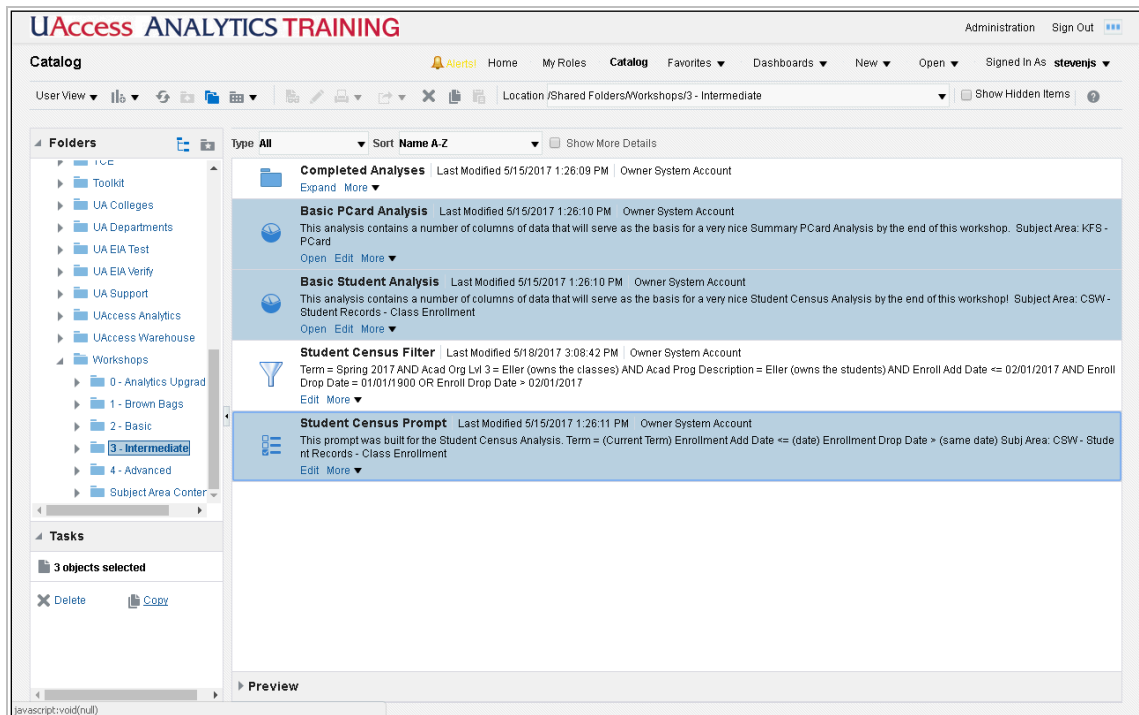 UAccess ANALYTICS TRAINING
Administration Sign Out
Catalog
Alerts! Home My Roles Catalog Favorites Dashboards New Open Signed In As stevenjs
User View
Location /Shared Folders/Workshops/3 - Intermediate
Show Hidden Items
Folders
TCE
Toolkit
UA Colleges
UA Departments
UA EIA Test
UA EIA Verify
UA Support
UAccess Analytics
UAccess Warehouse
Workshops
0 - Analytics Upgrad
1 - Brown Bags
2 - Basic
3 - Intermediate
4 - Advanced
Subject Area Conter
Tasks
3 objects selected
Delete Copy
javascript:void(null)
Type All Sort Name A-Z Show More Details
Completed Analyses Last Modified 5/15/2017 1:26:09 PM Owner System Account
Expand More
Basic PCard Analysis Last Modified 5/15/2017 1:26:10 PM Owner System Account
This analysis contains a number of columns of data that will serve as the basis for a very nice Summary PCard Analysis by the end of this workshop. Subject Area: KFS -
PCard
Open Edit More
Basic Student Analysis Last Modified 5/15/2017 1:26:10 PM Owner System Account
This analysis contains a number of columns of data that will serve as the basis for a very nice Student Census Analysis by the end of this workshop! Subject Area: CSW -
Student Records - Class Enrollment
Open Edit More
Student Census Filter Last Modified 5/18/2017 3:08:42 PM Owner System Account
Term = Spring 2017 AND Acad Org Lvl 3 = Eller (owns the classes) AND Acad Prog Description = Eller (owns the students) AND Enroll Add Date <= 02/01/2017 AND Enroll
Drop Date = 01/01/1900 OR Enroll Drop Date > 02/01/2017
Edit More
Student Census Prompt Last Modified 5/15/2017 1:26:11 PM Owner System Account
This prompt was built for the Student Census Analysis. Term = (Current Term) Enrollment Add Date <= (date) Enrollment Drop Date > (same date) Subj Area: CSW - Stude
nt Records - Class Enrollment
Edit More
Preview